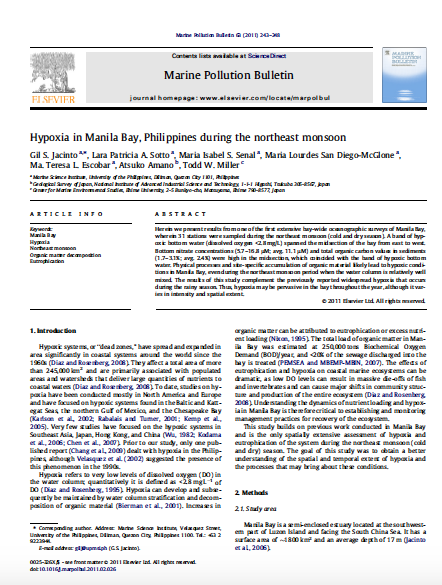 Marine Pollution Bulletin 63 (2011) 243–248
Contents lists available at ScienceDirect
Marine Pollution Bulletin
journal homepage: www.elsevier.com/locate/marpolbul
ELSEVIER
MARINE
POLLUTION
BULLETIN
Hypoxia in Manila Bay, Philippines during the northeast monsoon
Gil S. Jacinto a,*, Lara Patricia A. Sotto a, Maria Isabel S. Senal a, Maria Lourdes San Diego-McGlone a,
Ma. Teresa L. Escobar a, Atsuko Amano b, Todd W. Miller c
a Marine Science Institute, University of the Philippines, Diliman, Quezon City 1101, Philippines
b Geological Survey of Japan, National Institute of Advanced Industrial Science and Technology, 1-1-1 Higashi, Tsukuba 305-8567, Japan
c Center for Marine Environmental Studies, Ehime University, 2-5 Bunkyo-cho, Matsuyama, Ehime 790-8577, Japan
ARTICLE INFO
Keywords:
Manila Bay
Hypoxia
Northeast monsoon
Organic matter decomposition
Eutrophication
ABSTRACT
Herein we present results from one of the first extensive bay-wide oceanographic surveys of Manila Bay,
wherein 31 stations were sampled during the northeast monsoon (cold and dry season). A band of hy-
poxic bottom water (dissolved oxygen <2.8 mg/l) spanned the midsection of the bay from east to west.
Bottom nitrate concentrations (5.7–16.8 μM; avg. 11.1 μM) and total organic carbon values in sediments
(1.7–3.1%; avg. 2.4%) were high in the midsection, which coincided with the band of hypoxic bottom
water. Physical processes and site-specific accumulation of organic material likely lead to hypoxic condi-
tions in Manila Bay, even during the northeast monsoon period when the water column is relatively well
mixed. The results of this study complement the previously reported widespread hypoxia that occurs
during the rainy season. Thus, hypoxia may be pervasive in the bay throughout the year, although it var-
ies in intensity and spatial extent.
© 2011 Elsevier Ltd. All rights reserved.
1. Introduction
Hypoxic systems, or "dead zones," have spread and expanded in
area significantly in coastal systems around the world since the
1960s (Diaz and Rosenberg, 2008). They affect a total area of more
than 245,000 km2 and are primarily associated with populated
areas and watersheds that deliver large quantities of nutrients to
coastal waters (Diaz and Rosenberg, 2008). To date, studies on hy-
poxia have been conducted mostly in North America and Europe
and have focused on hypoxic systems found in the Baltic and Katt-
egat Seas, the northern Gulf of Mexico, and the Chesapeake Bay
(Karlson et al., 2002; Rabalais and Turner, 2001; Kemp et al.,
2005). Very few studies have focused on the hypoxic systems in
Southeast Asia, Japan, Hong Kong, and China (Wu, 1982; Kodama
et al., 2006; Chen et al., 2007). Prior to our study, only one pub-
lished report (Chang et al., 2009) dealt with hypoxia in the Philip-
pines, although Velasquez et al. (2002) suggested the presence of
this phenomenon in the 1990s.
Hypoxia refers to very low levels of dissolved oxygen (DO) in
the water column; quantitatively it is defined as <2.8 mg l−1 of
DO (Diaz and Rosenberg, 1995). Hypoxia can develop and subse-
quently be maintained by water column stratification and decom-
position of organic material (Bierman et al., 2001). Increases in
organic matter can be attributed to eutrophication or excess nutri-
ent loading (Nixon, 1995). The total load of organic matter in Man-
ila Bay was estimated at 250,000 tons Biochemical Oxygen
Demand (BOD)/year, and <20% of the sewage discharged into the
bay is treated (PEMSEA and MBEMP-MBIN, 2007). The effects of
eutrophication and hypoxia on coastal marine ecosystems can be
dramatic, as low DO levels can result in massive die-offs of fish
and invertebrates and can cause major shifts in community struc-
ture and production of the entire ecosystem (Diaz and Rosenberg,
2008). Understanding the dynamics of nutrient loading and hypox-
ia in Manila Bay is therefore critical to establishing and monitoring
management practices for recovery of the ecosystem.
This study builds on previous work conducted in Manila Bay
and is the only spatially extensive assessment of hypoxia and
eutrophication of the system during the northeast monsoon (cold
and dry) season. The goal of this study was to obtain a better
understanding of the spatial and temporal extent of hypoxia and
the processes that may bring about these conditions.
2. Methods
2.1. Study area
Manila Bay is a semi-enclosed estuary located at the southwest-
ern part of Luzon Island and facing the South China Sea. It has a
surface area of ~1800 km2 and an average depth of 17 m (Jacinto
et al., 2006).
* Corresponding author. Address: Marine Science Institute, Velasquez Street,
University of the Philippines, Diliman, Quezon City 1101, Philippines. Tel.: +63 2
9223944.
0025-326X/$ - see front matter © 2011 Elsevier Ltd. All rights reserved.
doi:10.1016/j.marpolbul.2011.02.026